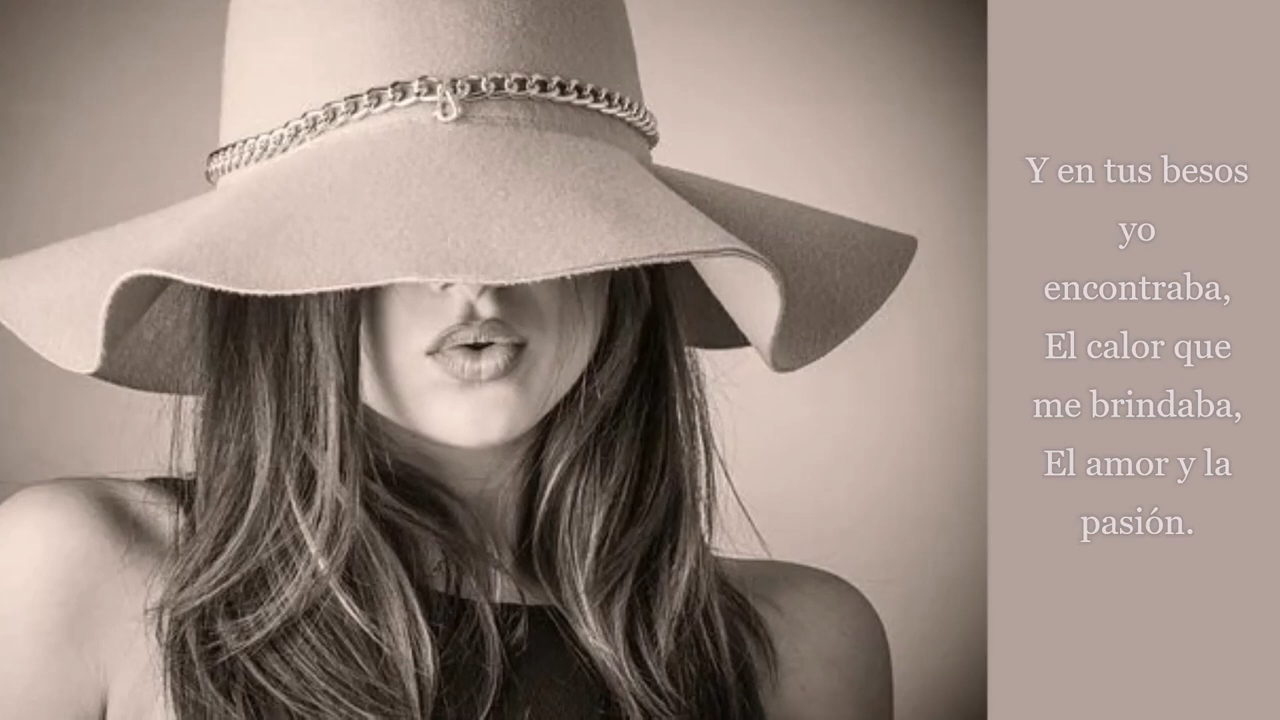 Y en tus besos
yo
encontraba,
El calor que
me brindaba,
El amor y la
pasión.